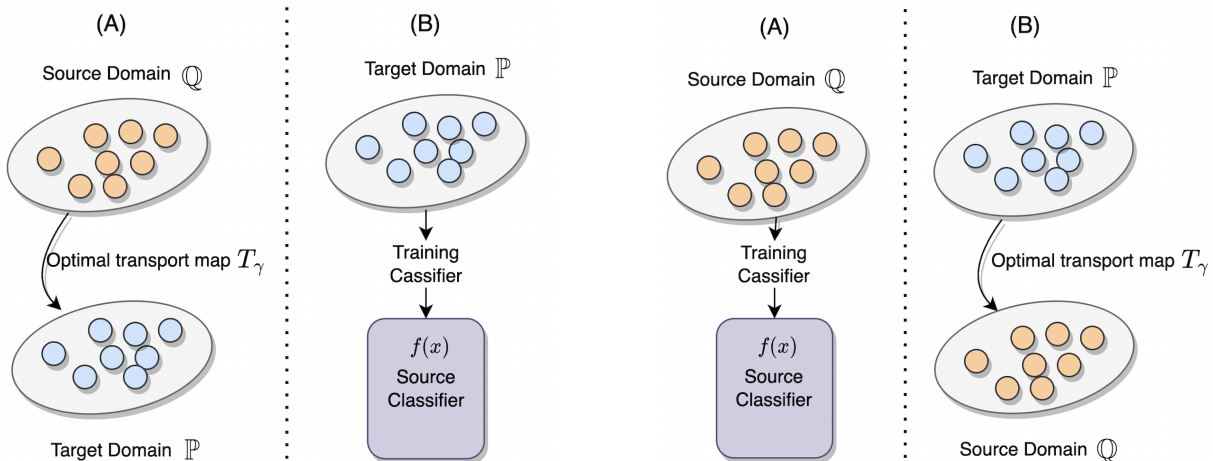 (A)
Source Domain ℚ
Optimal transport map T_γ
Target Domain ℙ
(B)
Target Domain ℙ
Training
Cassifier
f(x)
Source
Classifier
(A)
Source Domain ℚ
Training
Cassifier
f(x)
Source
Classifier
(B)
Target Domain ℙ
Optimal transport map T_γ
Source Domain ℚ